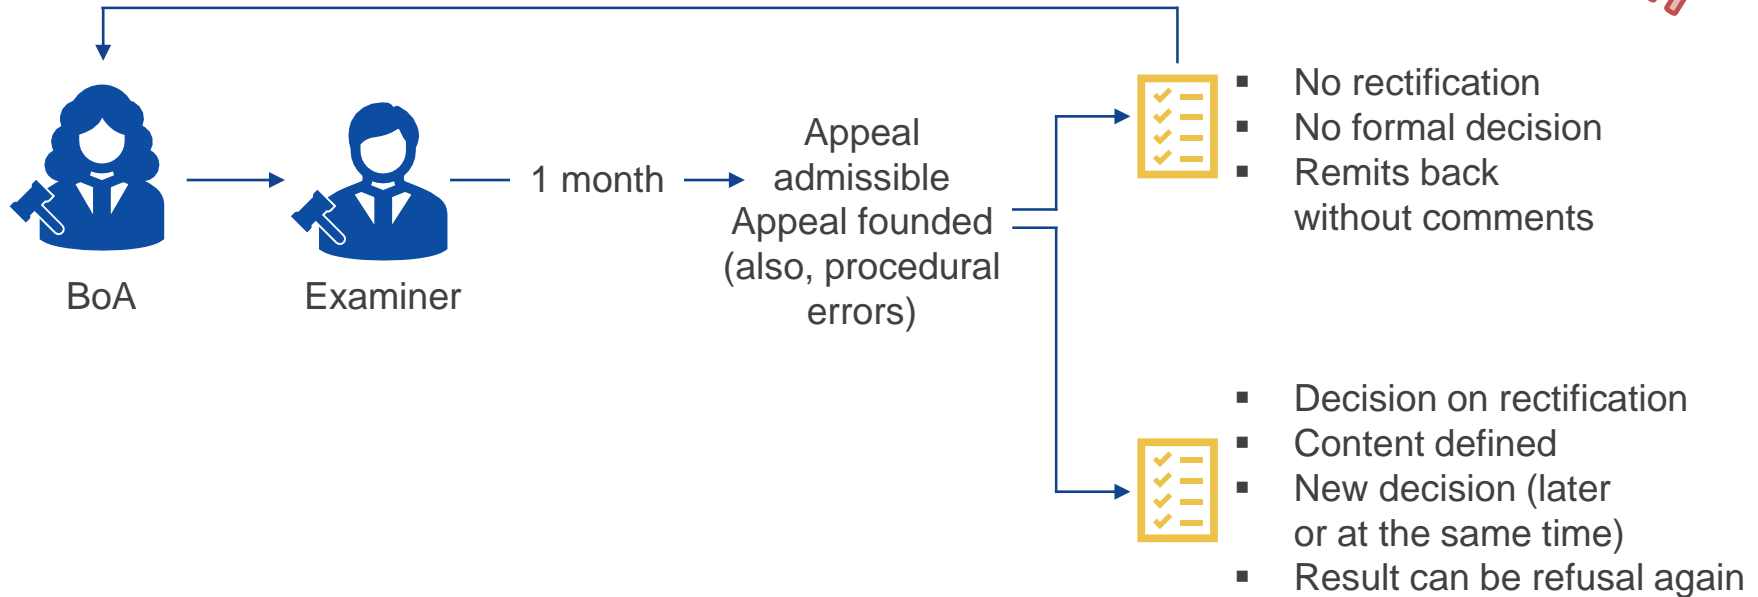 BoA
Examiner
1 month
Appeal
admissible
Appeal founded
(also, procedural
errors)
▪ No rectification
▪ No formal decision
▪ Remits back
without comments
▪ Decision on rectification
▪ Content defined
▪ New decision (later
or at the same time)
▪ Result can be refusal again